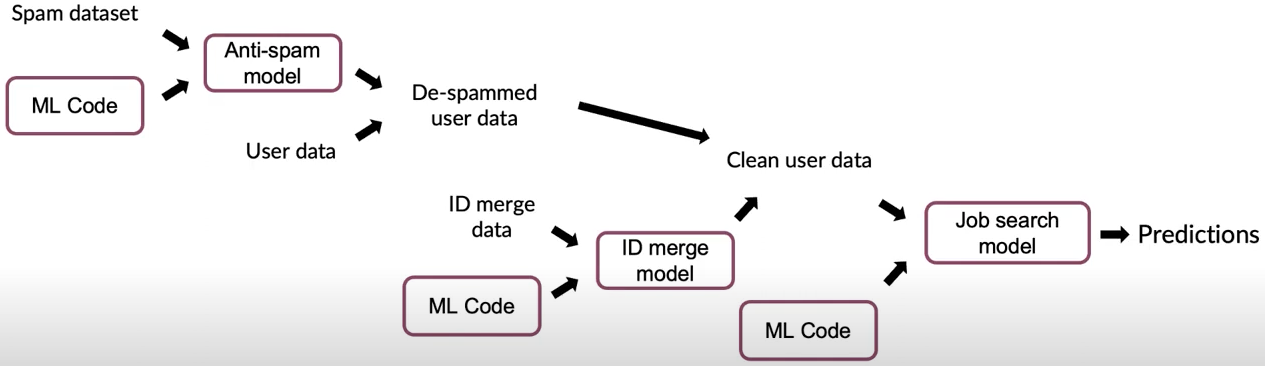 Spam dataset
Anti-spam
model
ML Code
De-spammed
user data
User data
Clean user data
ID merge
data
ID merge
model
ML Code
Job search
model
Predictions
ML Code